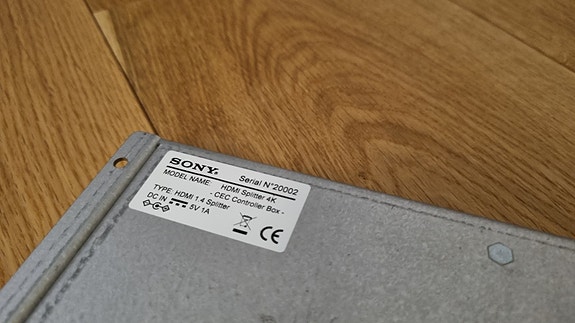 SONY. Serial N°20002
MODEL NAME: HDMI Splitter 4K
- CEC Controller Box -
TYPE: HDMI 1.4 Splitter
DC IN 5V 1A
CE